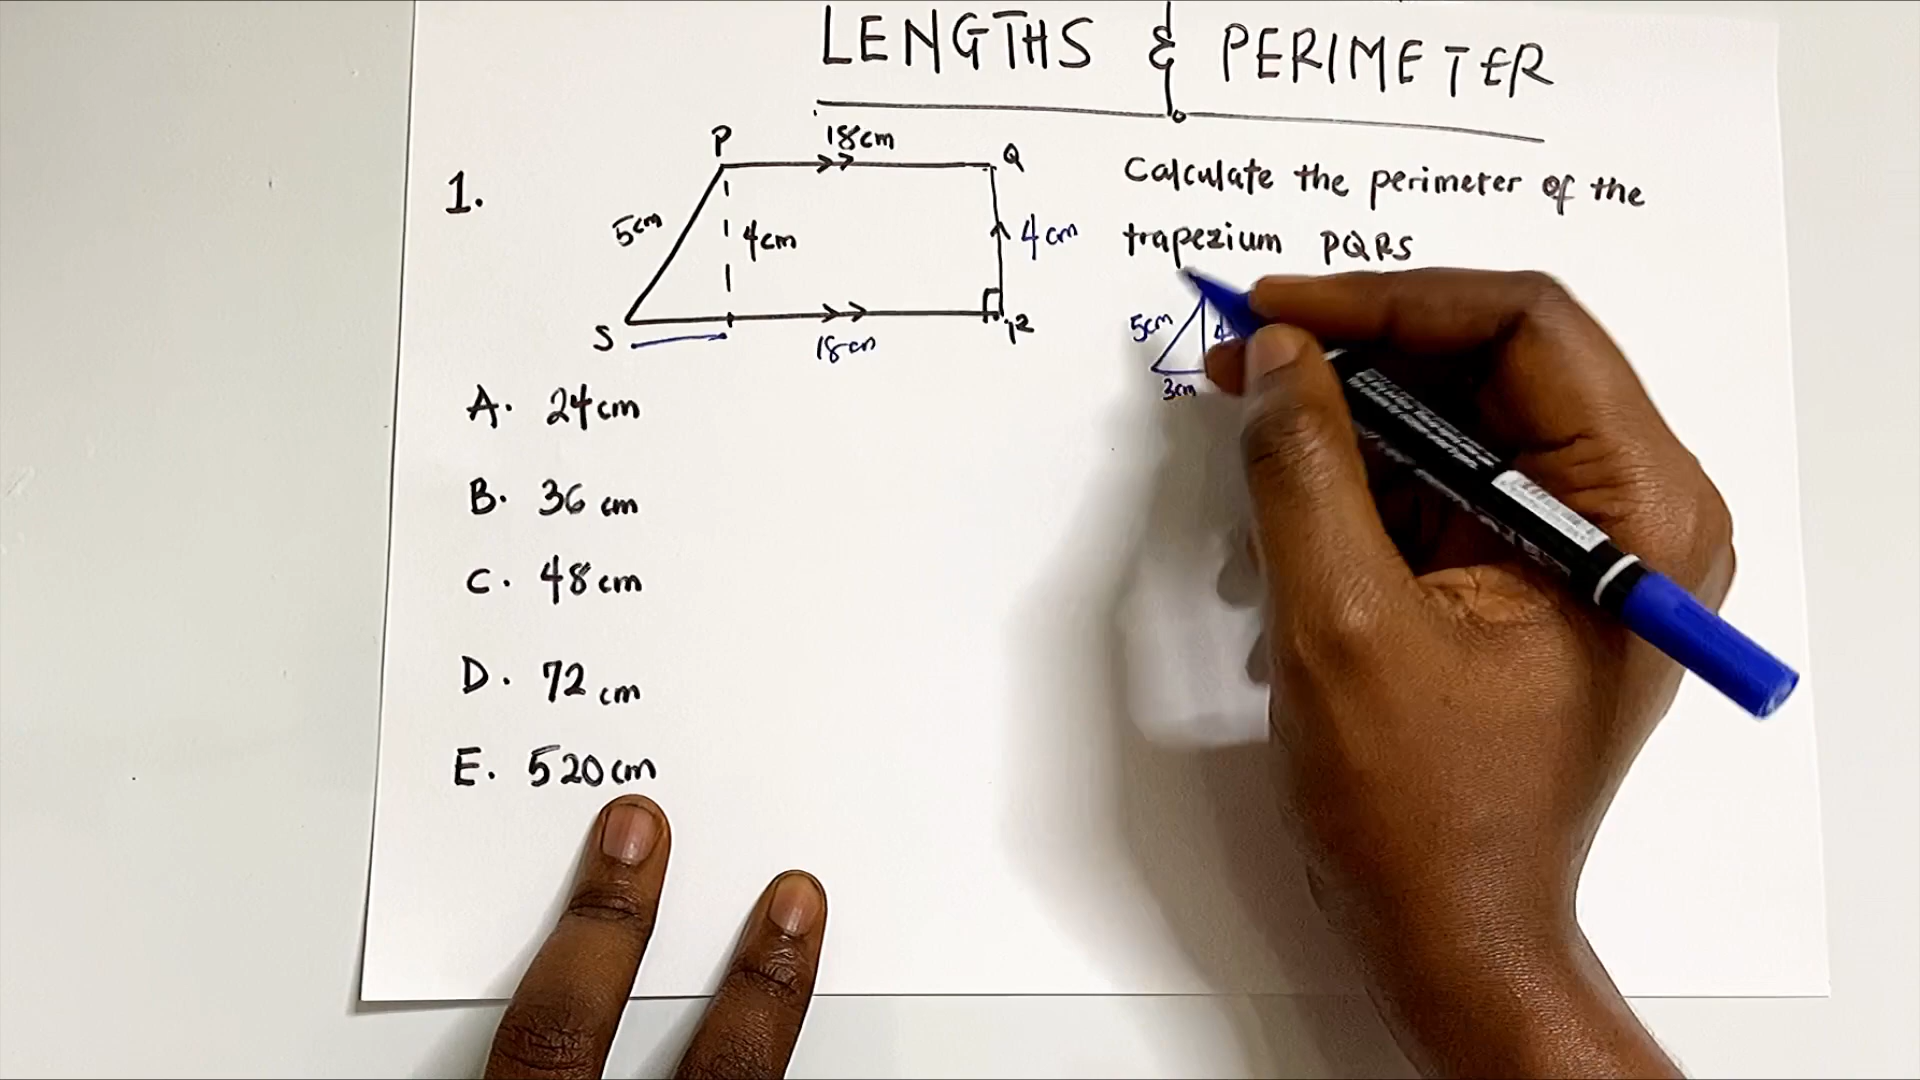 LENGTHS & PERIMETER
1.
P
18cm
Q
5cm
4cm
4cm
S
18cm
R
Calculate the perimeter of the
trapezium PQRS
5cm
3cm
A. 24cm
B. 36 cm
C. 48cm
D. 72 cm
E. 520cm